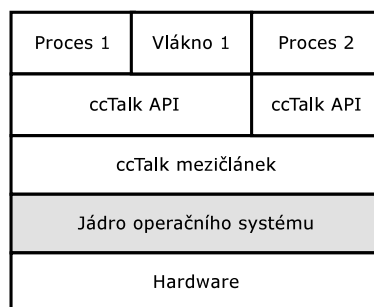 Proces 1 Vlákno 1 Proces 2
ccTalk API ccTalk API
ccTalk mezičlánek
Jádro operačního systému
Hardware